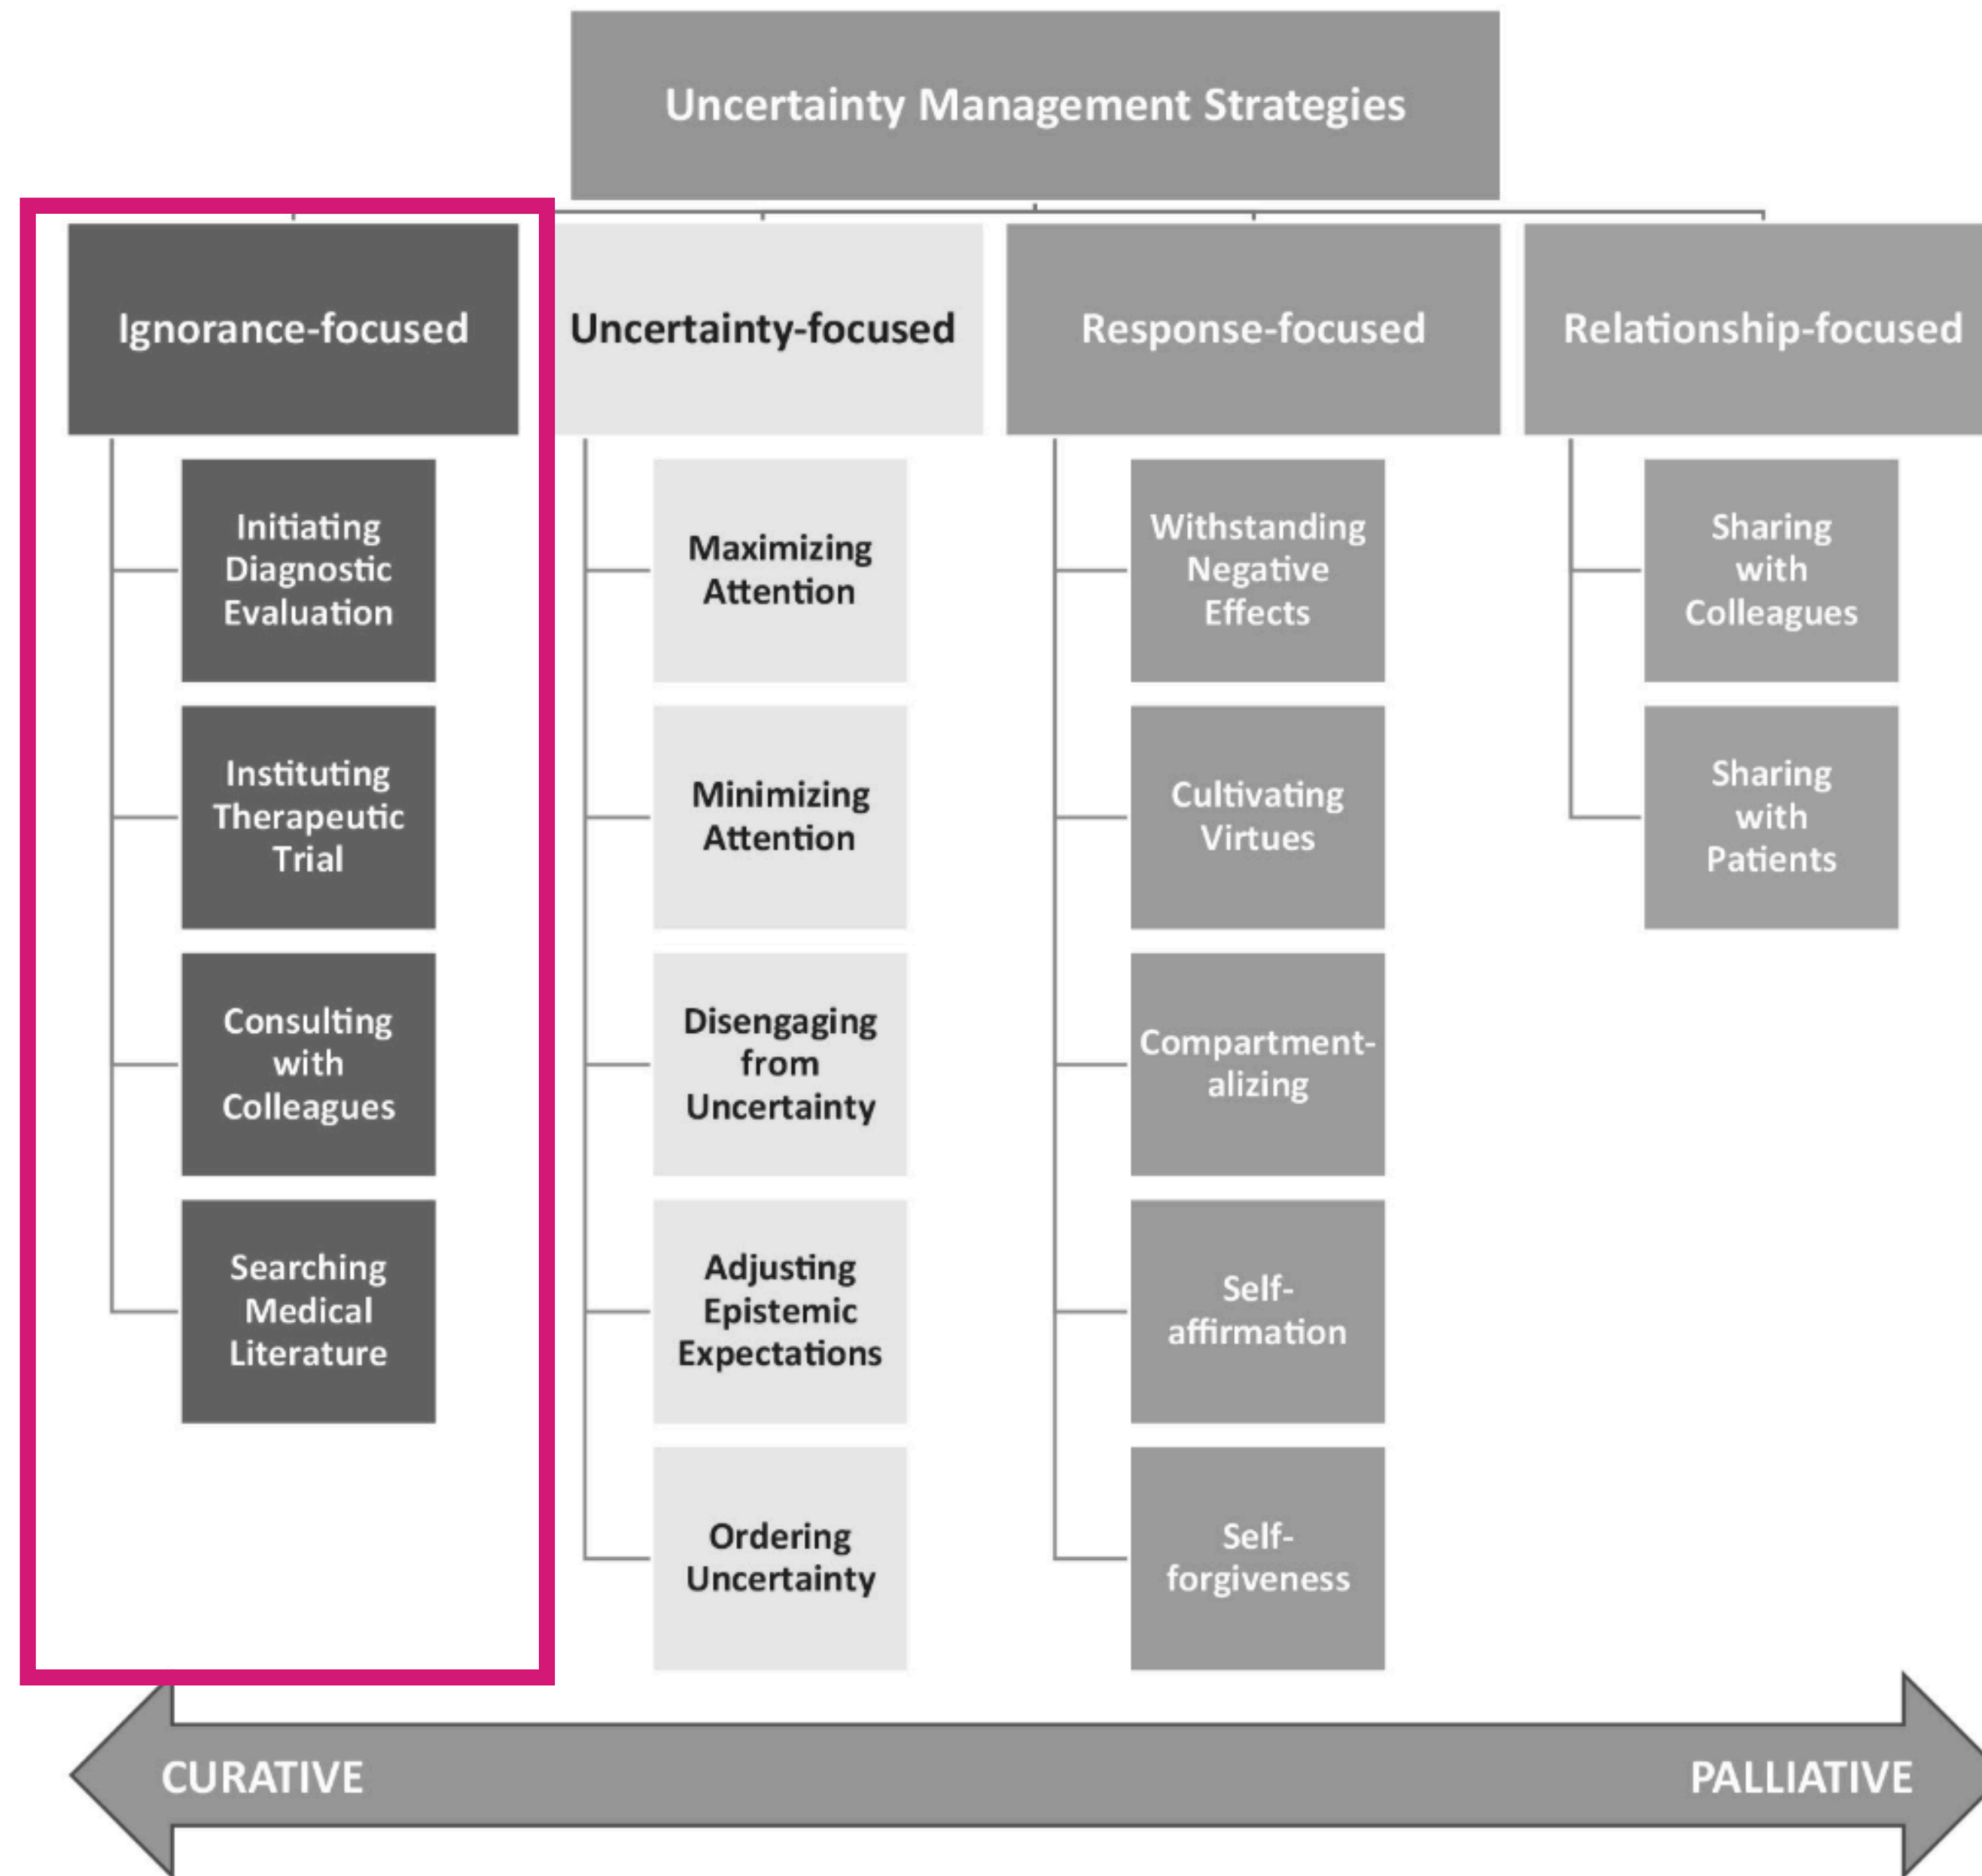 Uncertainty Management Strategies
Ignorance-focused
Initiating
Diagnostic
Evaluation
Instituting
Therapeutic
Trial
Consulting
with
Colleagues
Searching
Medical
Literature
Uncertainty-focused
Maximizing
Attention
Minimizing
Attention
Disengaging
from
Uncertainty
Adjusting
Epistemic
Expectations
Ordering
Uncertainty
Response-focused
Withstanding
Negative
Effects
Cultivating
Virtues
Compartment-
alizing
Self-
affirmation
Self-
forgiveness
Relationship-focused
Sharing
with
Colleagues
Sharing
with
Patients
CURATIVE
PALLIATIVE